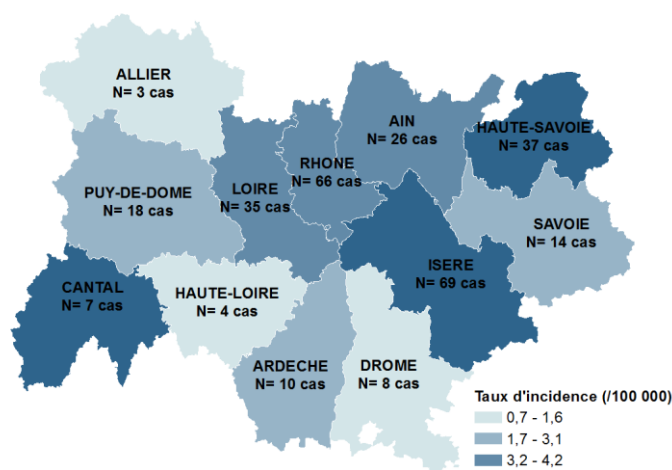 ALLIER
N= 3 cas
AIN
N= 26 cas
HAUTE-SAVOIE
N= 37 cas
RHONE
N= 66 cas
PUY-DE-DOME
N= 18 cas
LOIRE
N= 35 cas
SAVOIE
N= 14 cas
ISERE
N= 69 cas
CANTAL
N= 7 cas
HAUTE-LOIRE
N= 4 cas
ARDECHE
N= 10 cas
DROME
N= 8 cas
Taux d'incidence (/100 000)
0,7 - 1,6
1,7 - 3,1
3,2 - 4,2